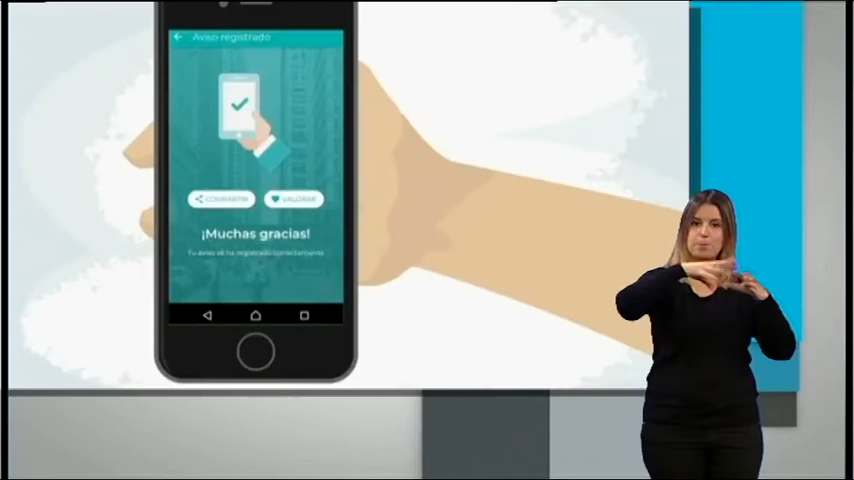 Aviso registrado
COMPARTIR VALORAR
¡Muchas gracias!
Tu aviso se ha registrado correctamente